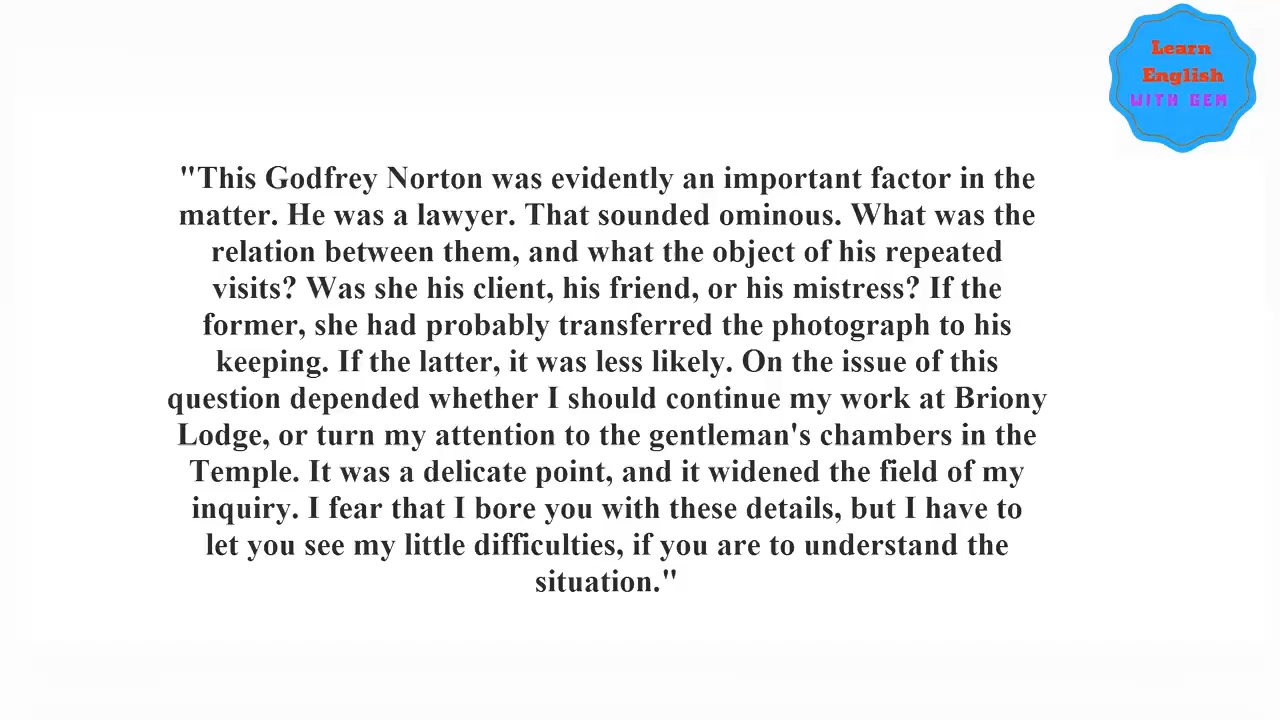 Learn
English
WITH GEM
"This Godfrey Norton was evidently an important factor in the
matter. He was a lawyer. That sounded ominous. What was the
relation between them, and what the object of his repeated
visits? Was she his client, his friend, or his mistress? If the
former, she had probably transferred the photograph to his
keeping. If the latter, it was less likely. On the issue of this
question depended whether I should continue my work at Briony
Lodge, or turn my attention to the gentleman's chambers in the
Temple. It was a delicate point, and it widened the field of my
inquiry. I fear that I bore you with these details, but I have to
let you see my little difficulties, if you are to understand the
situation."